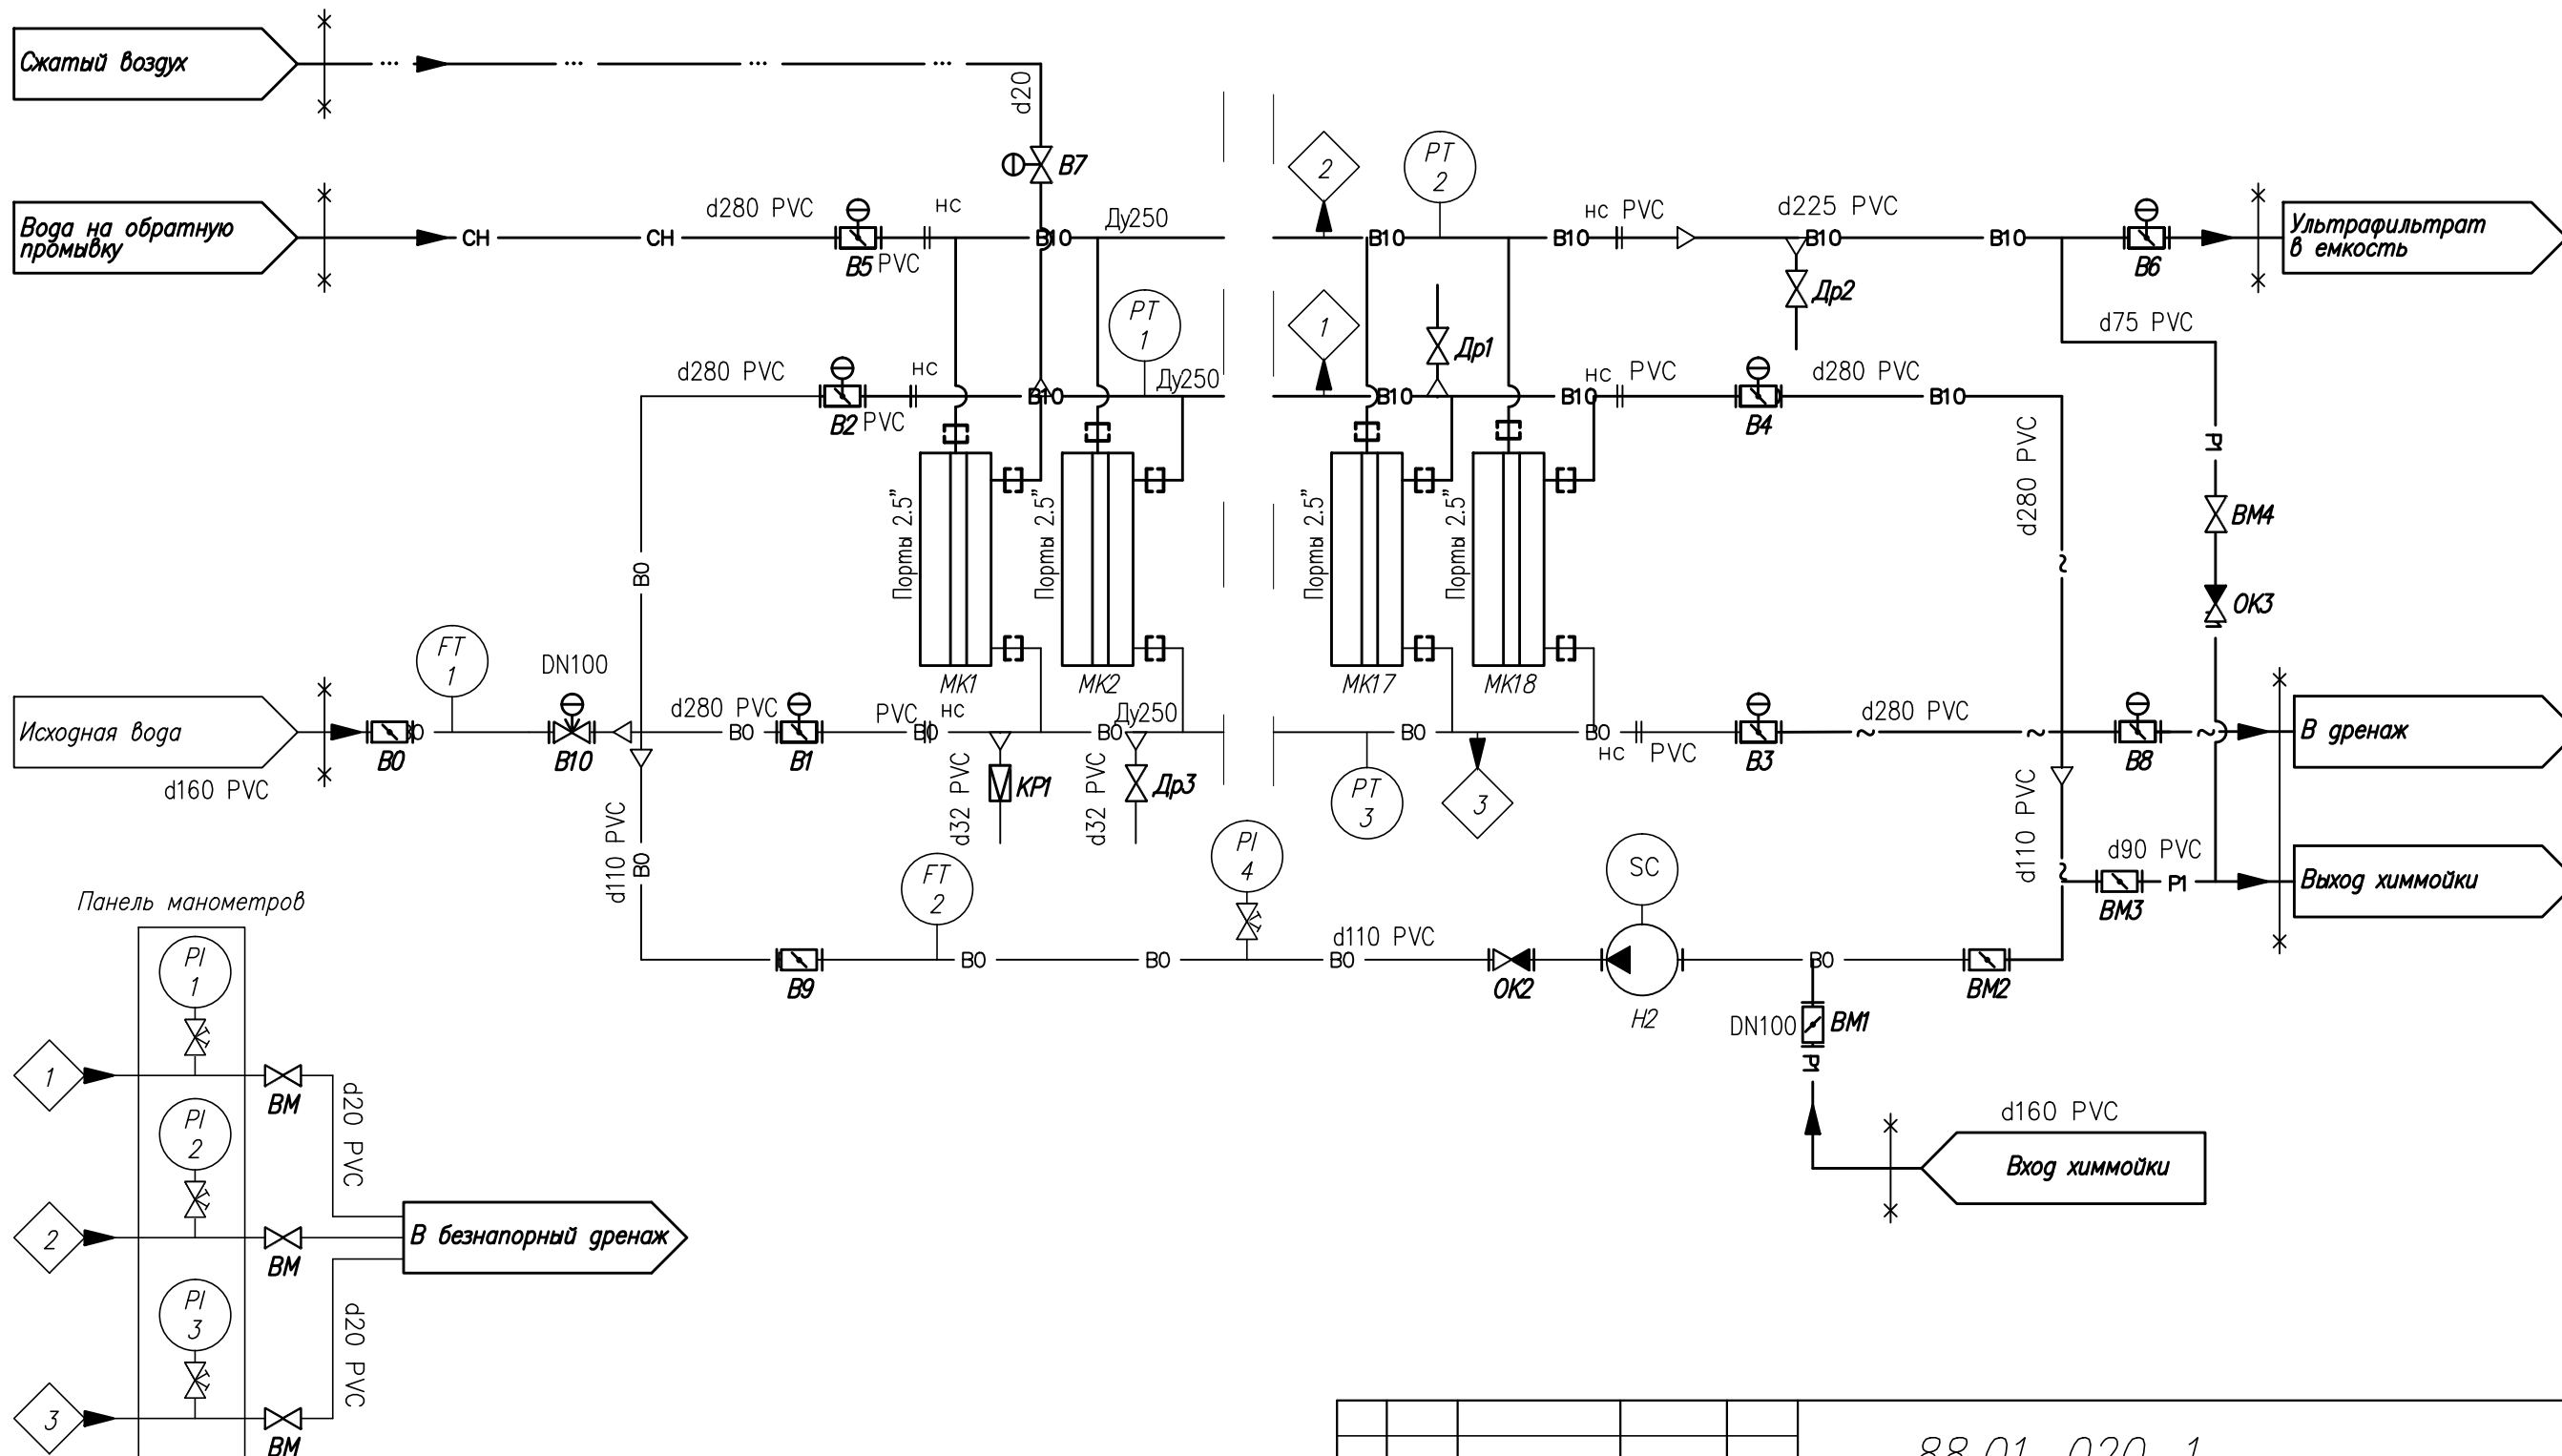 Сжатый воздух
d20
В7
Вода на обратную
промывку
СН
СН
d280 PVC
В5
PVC
нс
В10
Ду250
2
PT
2
В10
В10
нс PVC
d225 PVC
В10
Др2
В10
В6
Ультрафильтрат
в емкость
d75 PVC
PT
1
1
Др1
d280 PVC
В2
PVC
нс
В10
Ду250
В10
В10
нс PVC
В4
d280 PVC
В10
d280 PVC
Р1
ВМ4
ОК3
Порты 2.5"
Порты 2.5"
Порты 2.5"
Порты 2.5"
МК1
МК2
МК17
МК18
В0
FT
1
DN100
Исходная вода
d160 PVC
В0
В10
d280 PVC
В0
В1
PVC
В0
нс
В0
Ду250
d32 PVC
КР1
d32 PVC
Др3
В0
PT
3
3
В0
нс PVC
В3
d280 PVC
~
~
~
В8
~
В дренаж
d110 PVC
В0
FT
2
PI
4
SC
d110 PVC
~
d90 PVC
ВМ3
Р1
Выход химмойки
В9
В0
В0
d110 PVC
В0
ОК2
Н2
В0
ВМ2
DN100
ВМ1
Р1
d160 PVC
Вход химмойки
Панель манометров
PI
1
1
ВМ
d20 PVC
PI
2
2
ВМ
В безнапорный дренаж
PI
3
d20 PVC
3
ВМ